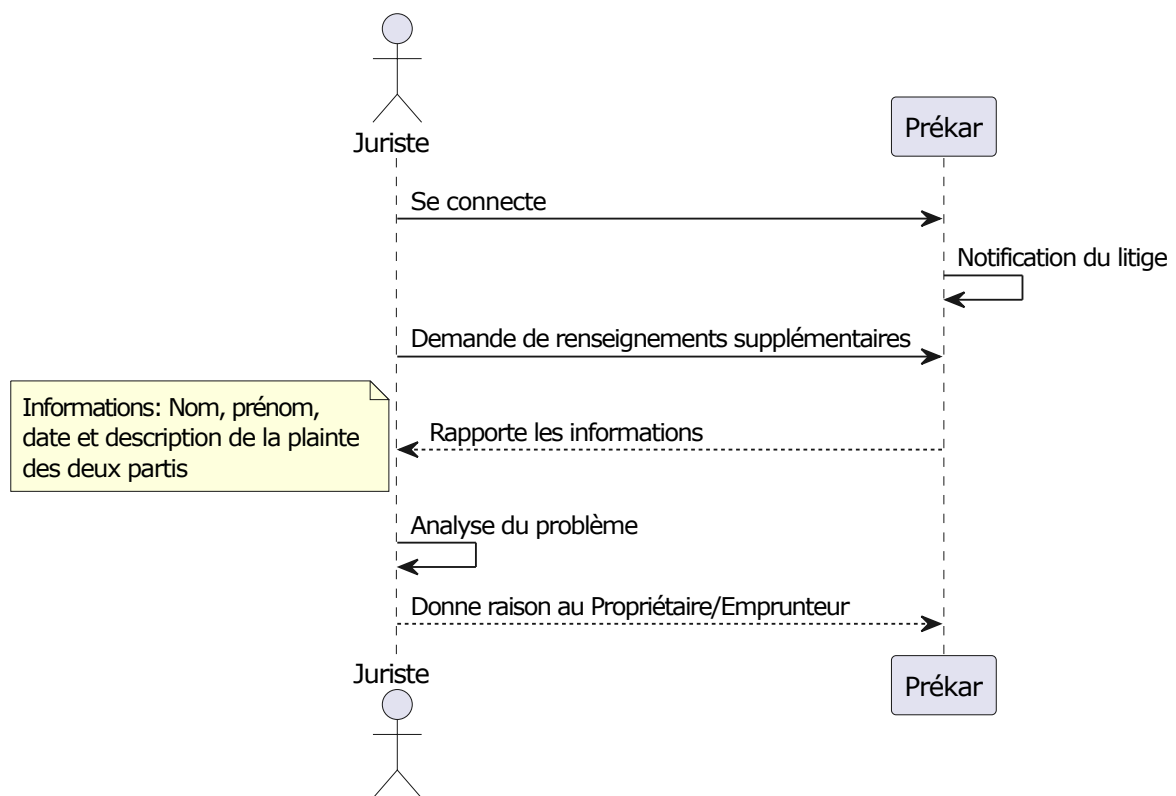 Juriste
Prékar
Se connecte
Notification du litige
Demande de renseignements supplémentaires
Informations: Nom, prénom,
date et description de la plainte
des deux partis
Rapporte les informations
Analyse du problème
Donne raison au Propriétaire/Emprunteur
Juriste
Prékar